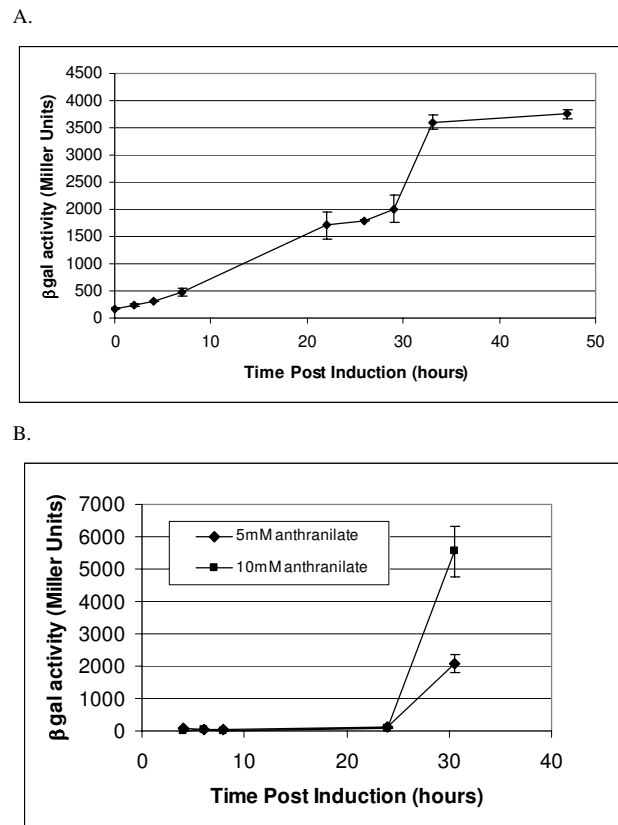 A.
4500
4000
3500
3000
2500
2000
1500
1000
500
0
βgal activity (Miller Units)
0 10 20 30 40 50
Time Post Induction (hours)
B.
7000
6000
5000
4000
3000
2000
1000
0
βgal activity (Miller Units)
5mM anthranilate
10mM anthranilate
0 10 20 30 40
Time Post Induction (hours)